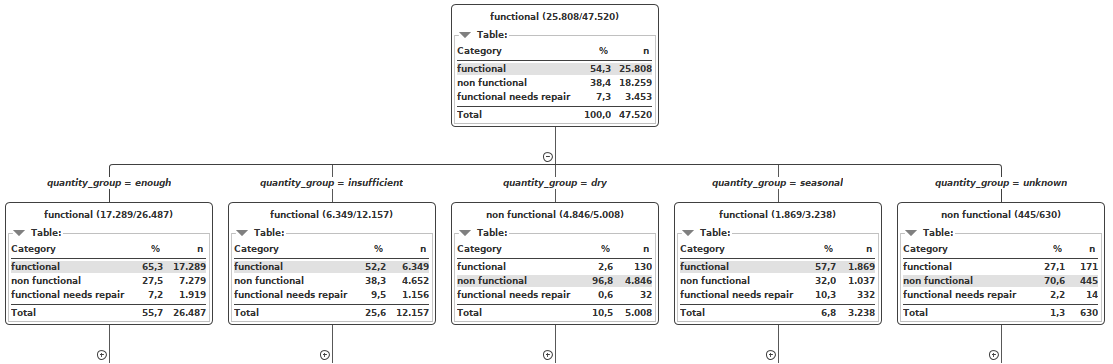 functional (25.808/47.520)
Table:
Category % n
functional 54,3 25.808
non functional 38,4 18.259
functional needs repair 7,3 3.453
Total 100,0 47.520
quantity_group = enough
functional (17.289/26.487)
Table:
Category % n
functional 65,3 17.289
non functional 27,5 7.279
functional needs repair 7,2 1.919
Total 55,7 26.487
quantity_group = insufficient
functional (6.349/12.157)
Table:
Category % n
functional 52,2 6.349
non functional 38,3 4.652
functional needs repair 9,5 1.156
Total 25,6 12.157
quantity_group = dry
non functional (4.846/5.008)
Table:
Category % n
functional 2,6 130
non functional 96,8 4.846
functional needs repair 0,6 32
Total 10,5 5.008
quantity_group = seasonal
functional (1.869/3.238)
Table:
Category % n
functional 57,7 1.869
non functional 32,0 1.037
functional needs repair 10,3 332
Total 6,8 3.238
quantity_group = unknown
non functional (445/630)
Table:
Category % n
functional 27,1 171
non functional 70,6 445
functional needs repair 2,2 14
Total 1,3 630